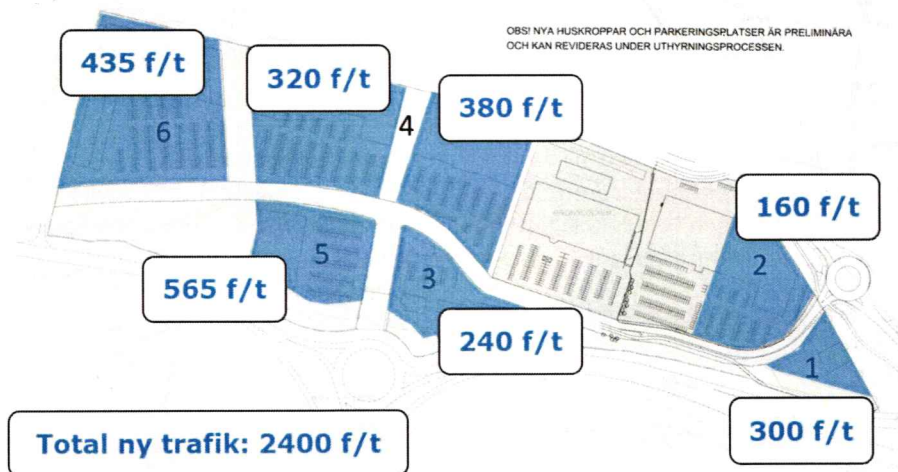 OBS! NYA HUSKROPPAR OCH PARKERINGSPLATSER ÄR PRELIMINÄRA
OCH KAN REVIDERAS UNDER UTHYRNINGSPROCESSEN.
435 f/t
320 f/t
380 f/t
4
6
160 f/t
2
5
3
565 f/t
240 f/t
1
300 f/t
Total ny trafik: 2400 f/t